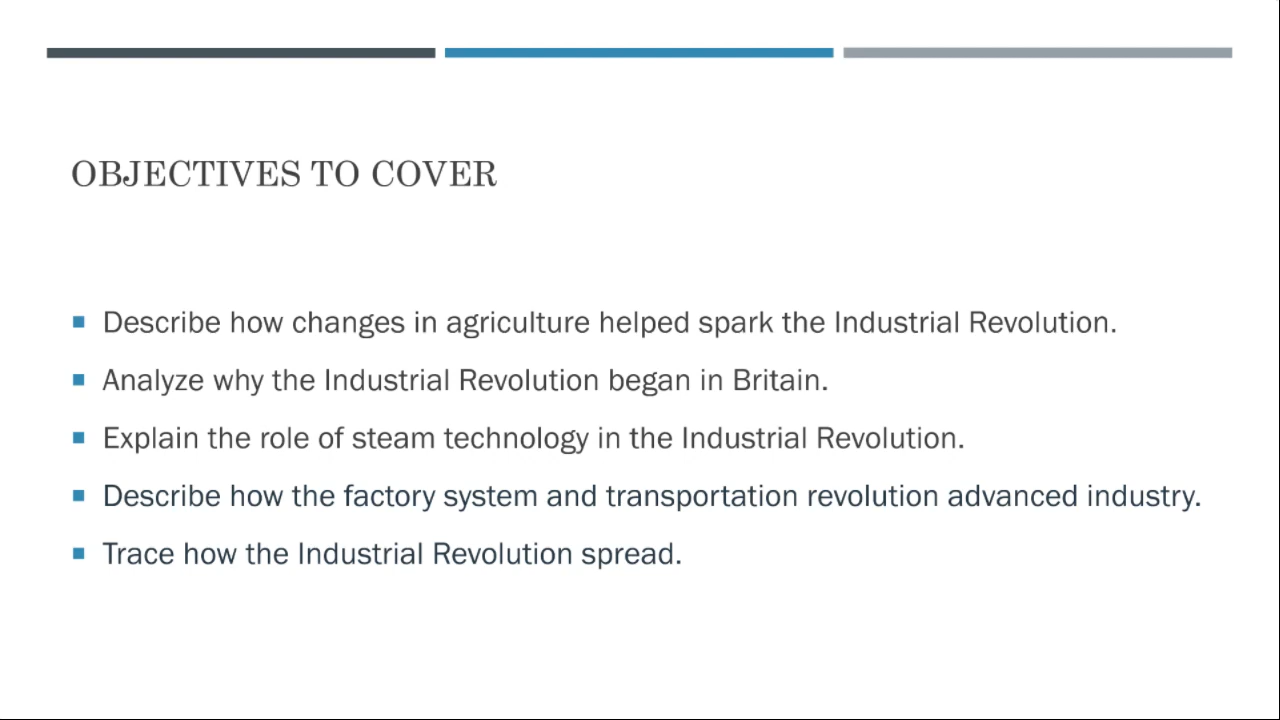 OBJECTIVES TO COVER
Describe how changes in agriculture helped spark the Industrial Revolution.
Analyze why the Industrial Revolution began in Britain.
Explain the role of steam technology in the Industrial Revolution.
Describe how the factory system and transportation revolution advanced industry.
Trace how the Industrial Revolution spread.